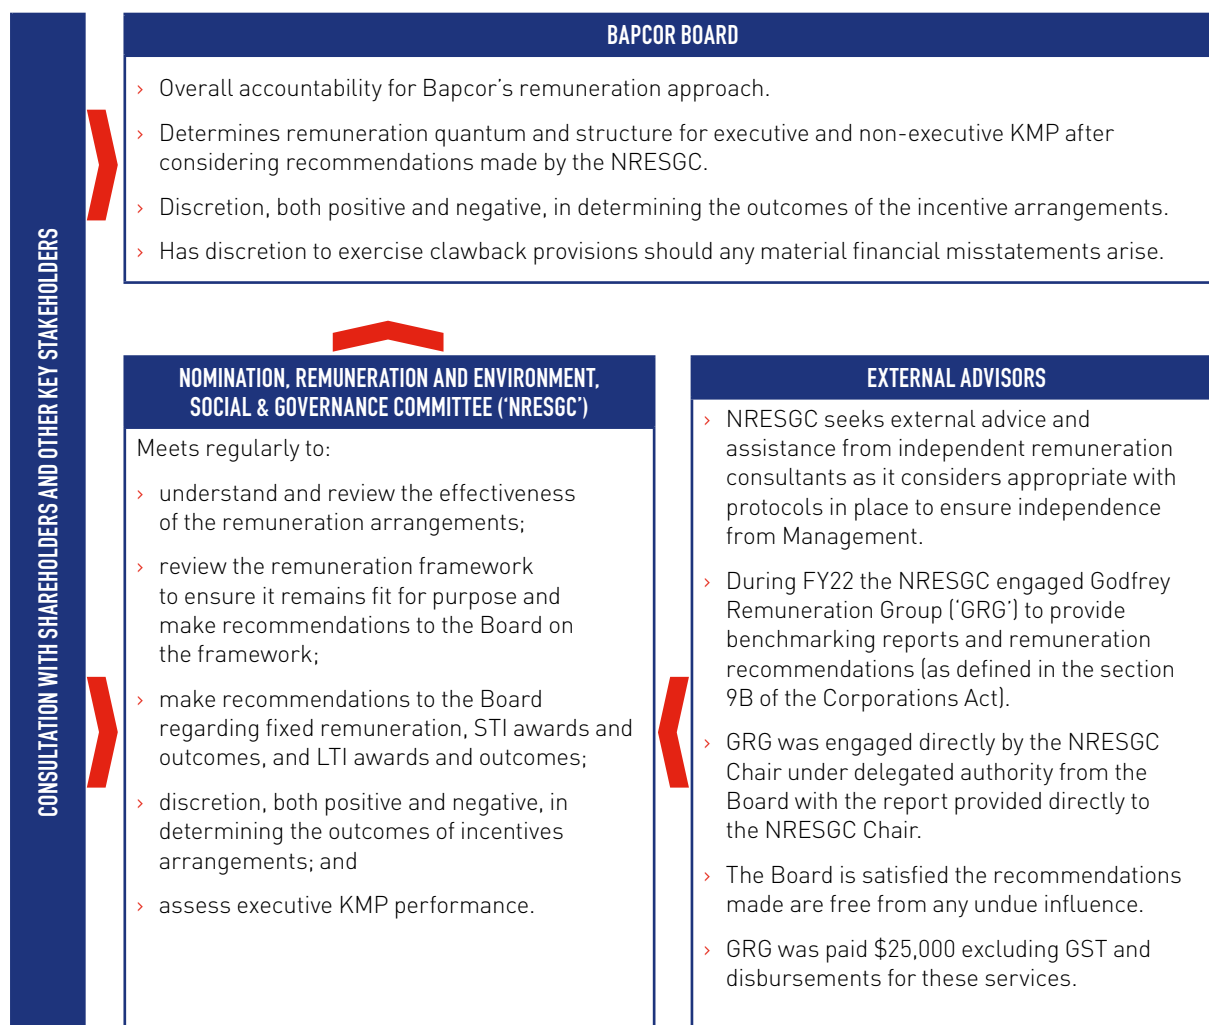 CONSULTATION WITH SHAREHOLDERS AND OTHER KEY STAKEHOLDERS
BAPCOR BOARD
› Overall accountability for Bapcor’s remuneration approach.
› Determines remuneration quantum and structure for executive and non-executive KMP after
considering recommendations made by the NRESGC.
› Discretion, both positive and negative, in determining the outcomes of the incentive arrangements.
› Has discretion to exercise clawback provisions should any material financial misstatements arise.
NOMINATION, REMUNERATION AND ENVIRONMENT,
SOCIAL & GOVERNANCE COMMITTEE (‘NRESGC’)
Meets regularly to:
› understand and review the effectiveness
of the remuneration arrangements;
› review the remuneration framework
to ensure it remains fit for purpose and
make recommendations to the Board on
the framework;
› make recommendations to the Board
regarding fixed remuneration, STI awards and
outcomes, and LTI awards and outcomes;
› discretion, both positive and negative, in
determining the outcomes of incentives
arrangements; and
› assess executive KMP performance.
EXTERNAL ADVISORS
› NRESGC seeks external advice and
assistance from independent remuneration
consultants as it considers appropriate with
protocols in place to ensure independence
from Management.
› During FY22 the NRESGC engaged Godfrey
Remuneration Group (‘GRG’) to provide
benchmarking reports and remuneration
recommendations (as defined in the section
9B of the Corporations Act).
› GRG was engaged directly by the NRESGC
Chair under delegated authority from the
Board with the report provided directly to
the NRESGC Chair.
› The Board is satisfied the recommendations
made are free from any undue influence.
› GRG was paid $25,000 excluding GST and
disbursements for these services.